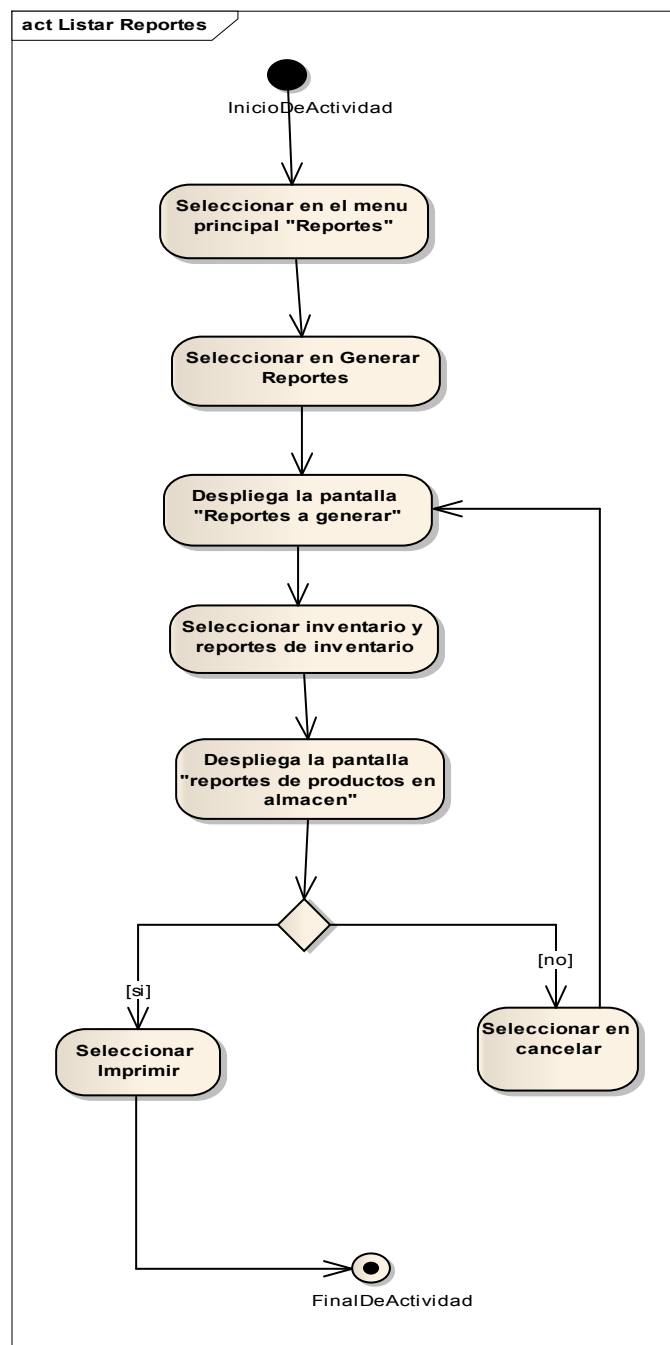 act Listar Reportes
InicioDeActividad
Seleccionar en el menu
principal "Reportes"
Seleccionar en Generar
Reportes
Despliega la pantalla
"Reportes a generar"
Seleccionar inventario y
reportes de inventario
Despliega la pantalla
"reportes de productos en
almacen"
[si]
[no]
Seleccionar
Imprimir
Seleccionar en
cancelar
FinalDeActividad